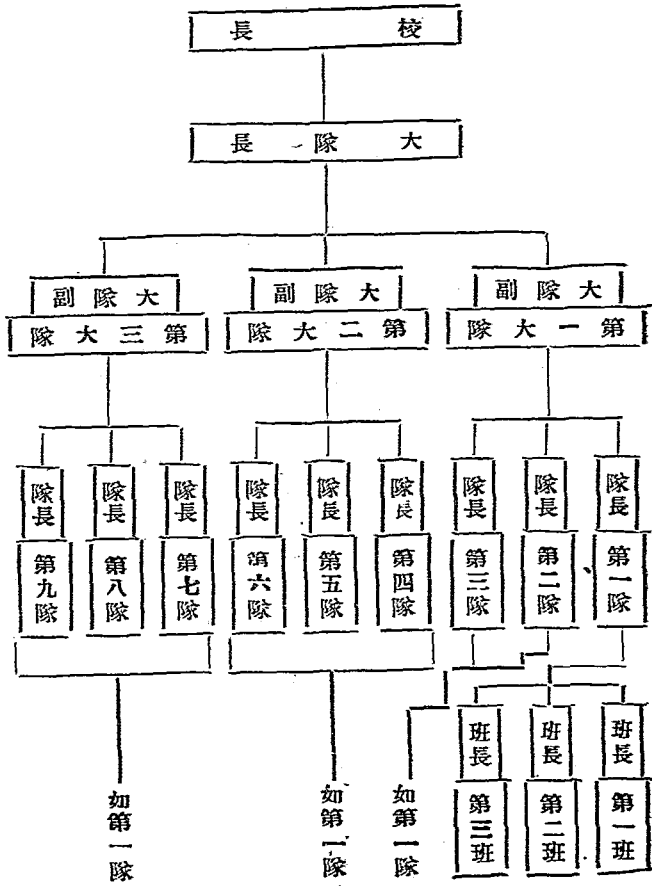 校長
大隊長
大隊副
第一大隊
大隊副
第二大隊
大隊副
第三大隊
隊長
第一隊
隊長
第二隊
隊長
第三隊
隊長
第四隊
隊長
第五隊
隊長
第六隊
隊長
第七隊
隊長
第八隊
隊長
第九隊
班長
第一班
班長
第二班
班長
第三班
如第一隊
如第一隊
如第一隊